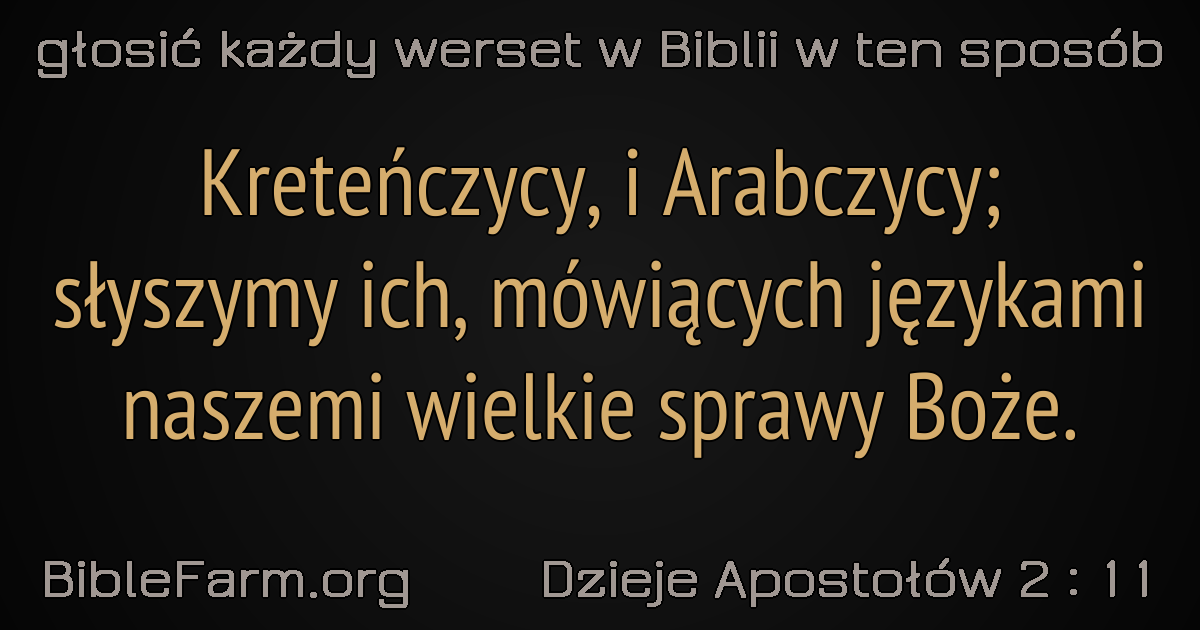 głosić każdy werset w Biblii w ten sposób
Kreteńczycy, i Arabczycy;
słyszymy ich, mówiących językami
naszemi wielkie sprawy Boże.
BibleFarm.org
Dzieje Apostołów 2 : 11